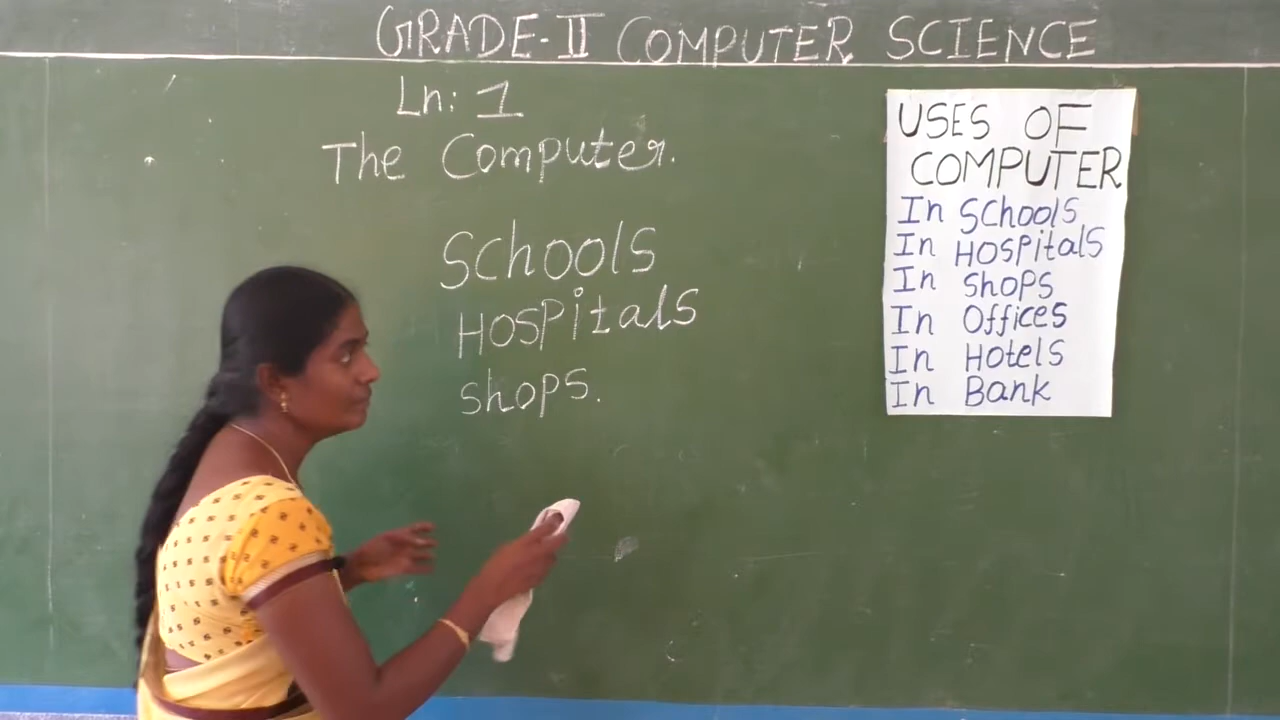 GRADE-II COMPUTER SCIENCE
Ln: 1
The Computer.
Schools
Hospitals
shops.
USES OF
COMPUTER
In Schools
In Hospitals
In shops
In Offices
In Hotels
In Bank